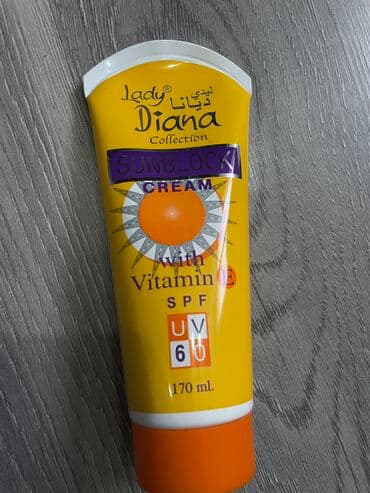 Lady® ليدي
Diana ديانا
Collection
SUNBLOCK
CREAM
with
Vitamin E
SPF
UV
60
170 ml.